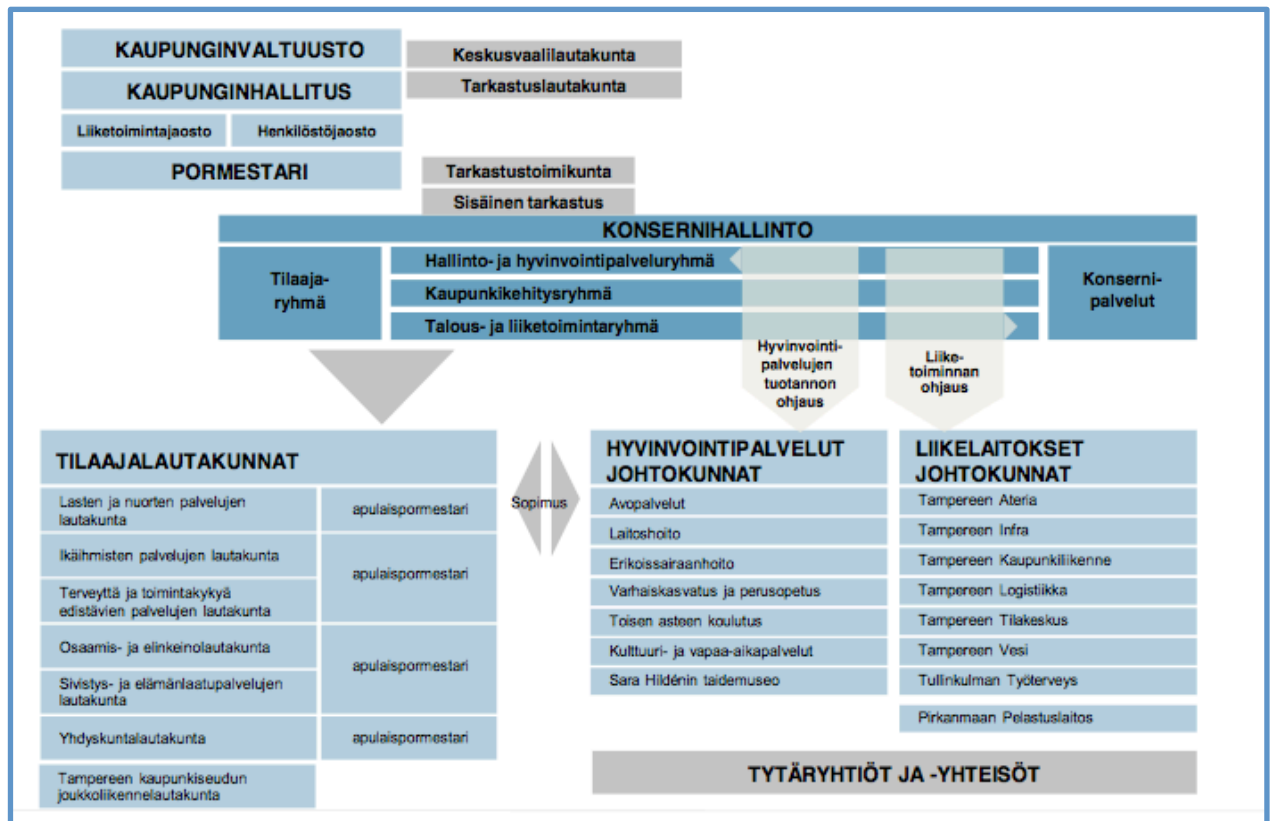 KAUPUNGINVALTUUSTO
Keskusvaalilautakunta
KAUPUNGINHALLITUS
Tarkastuslautakunta
Liiketoimintajaosto
Henkilöstöjaosto
PORMESTARI
Tarkastustoimikunta
Sisäinen tarkastus
KONSERNIHALLINTO
Tilaaja-
ryhmä
Hallinto- ja hyvinvointipalveluryhmä
Kaupunkikehitysryhmä
Talous- ja liiketoimintaryhmä
Konserni-
palvelut
Hyvinvointi-
palvelujen
tuotannon
ohjaus
Liike-
toiminnan
ohjaus
TILAAJALAUTAKUNNAT
Lasten ja nuorten palvelujen
lautakunta
apulaispormestari
Ikäihmisten palvelujen lautakunta
Terveyttä ja toimintakykyä
edistävien palvelujen lautakunta
apulaispormestari
Osaamis- ja elinkeinolautakunta
Sivistys- ja elämänlaatupalvelujen
lautakunta
apulaispormestari
Yhdyskuntalautakunta
apulaispormestari
Tampereen kaupunkiseudun
joukkoliikennelautakunta
Sopimus
HYVINVOINTIPALVELUT
JOHTOKUNNAT
Avopalvelut
Laitoshoito
Erikoissairaanhoito
Varhaiskasvatus ja perusopetus
Toisen asteen koulutus
Kulttuuri- ja vapaa-aikapalvelut
Sara Hildénin taidemuseo
LIIKELAITOKSET
JOHTOKUNNAT
Tampereen Ateria
Tampereen Infra
Tampereen Kaupunkiliikenne
Tampereen Logistiikka
Tampereen Tilakeskus
Tampereen Vesi
Tullinkulman Työterveys
Pirkanmaan Pelastuslaitos
TYTÄRYHTIÖT JA -YHTEISÖT